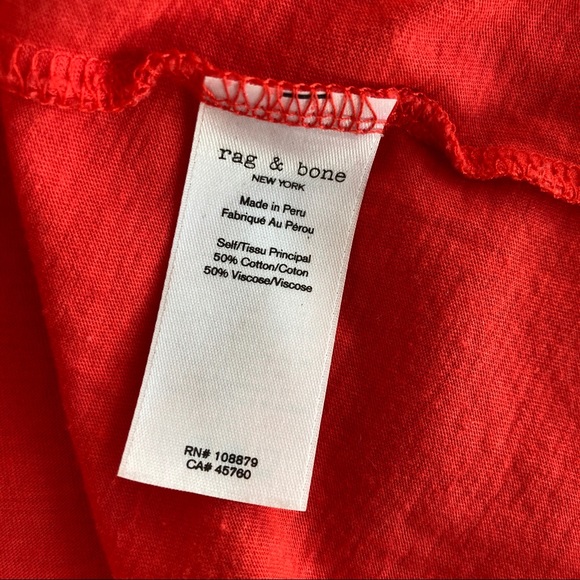 rag & bone
NEW YORK
Made in Peru
Fabriqué Au Pérou
Self/Tissu Principal
50% Cotton/Coton
50% Viscose/Viscose
RN# 108879
CA# 45760